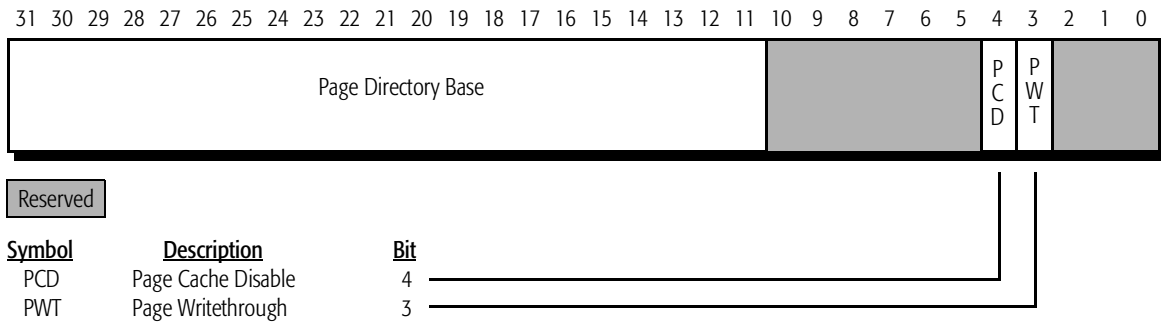 31 30 29 28 27 26 25 24 23 22 21 20 19 18 17 16 15 14 13 12 11 10 9 8 7 6 5 4 3 2 1 0
Page Directory Base
PCD
PWT
Reserved
Symbol Description Bit
PCD Page Cache Disable 4
PWT Page Writethrough 3